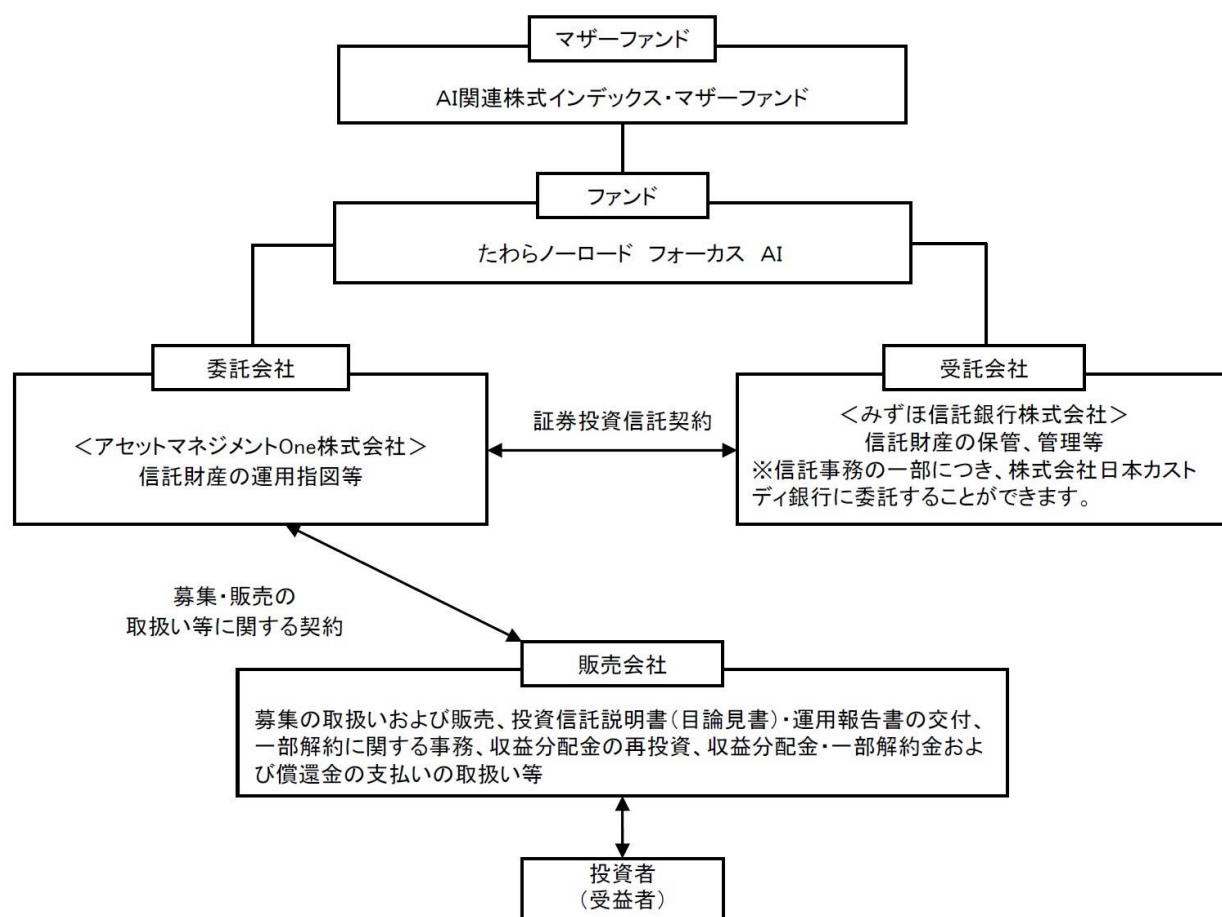 マザーファンド
AI関連株式インデックス・マザーファンド
ファンド
たわらノーロード　フォーカス　AI
委託会社
＜アセットマネジメントOne株式会社＞
信託財産の運用指図等
証券投資信託契約
受託会社
＜みずほ信託銀行株式会社＞
信託財産の保管、管理等
※信託事務の一部につき、株式会社日本カスト
ディ銀行に委託することができます。
募集・販売の
取扱い等に関する契約
販売会社
募集の取扱いおよび販売、投資信託説明書（目論見書）・運用報告書の交付、
一部解約に関する事務、収益分配金の再投資、収益分配金・一部解約金およ
び償還金の支払いの取扱い等
投資者
（受益者）